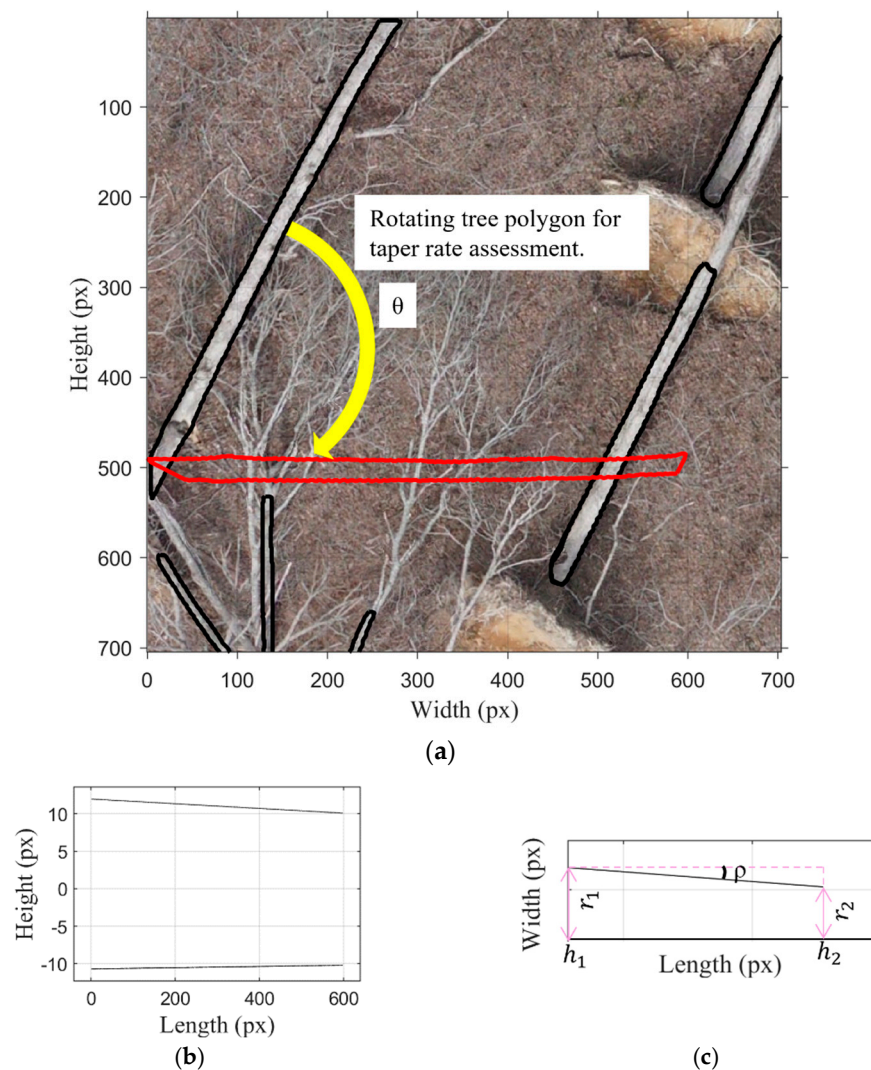 100
200
300
400
500
600
700
Height (px)
Rotating tree polygon for
taper rate assessment.
θ
0 100 200 300 400 500 600 700
Width (px)
(a)
10
5
0
-5
-10
Height (px)
0 200 400 600
Length (px)
(b)
Width (px)
r1
ρ
r2
h1 h2
Length (px)
(c)